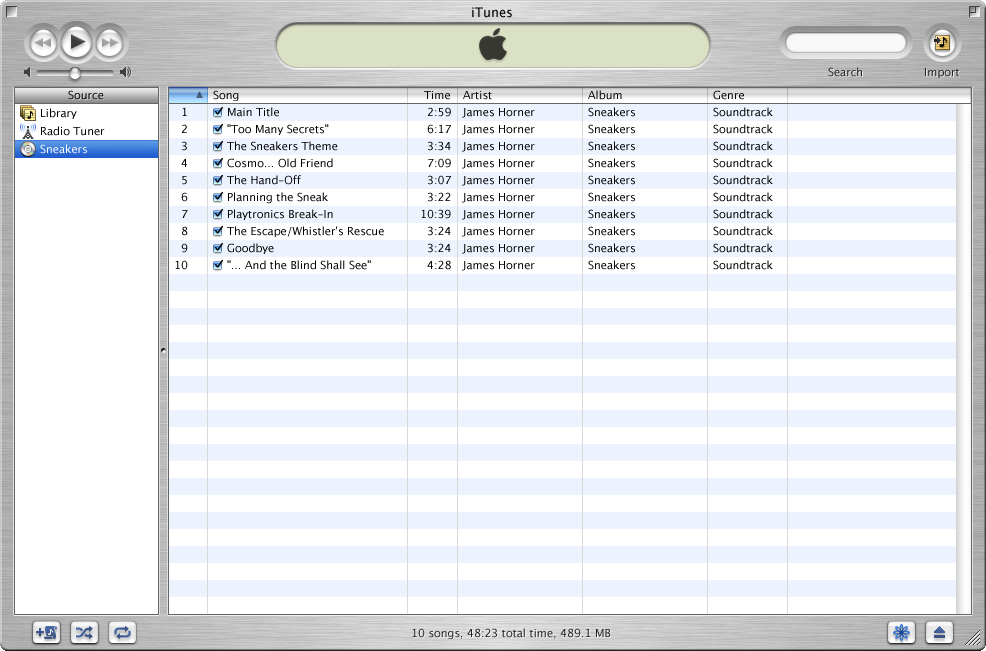 iTunes
Search
Import
Source
Library
Radio Tuner
Sneakers
Song Time Artist Album Genre
1 Main Title 2:59 James Horner Sneakers Soundtrack
2 "Too Many Secrets" 6:17 James Horner Sneakers Soundtrack
3 The Sneakers Theme 3:34 James Horner Sneakers Soundtrack
4 Cosmo... Old Friend 7:09 James Horner Sneakers Soundtrack
5 The Hand-Off 3:07 James Horner Sneakers Soundtrack
6 Planning the Sneak 3:22 James Horner Sneakers Soundtrack
7 Playtronics Break-In 10:39 James Horner Sneakers Soundtrack
8 The Escape/Whistler's Rescue 3:24 James Horner Sneakers Soundtrack
9 Goodbye 3:24 James Horner Sneakers Soundtrack
10 "... And the Blind Shall See" 4:28 James Horner Sneakers Soundtrack
10 songs, 48:23 total time, 489.1 MB